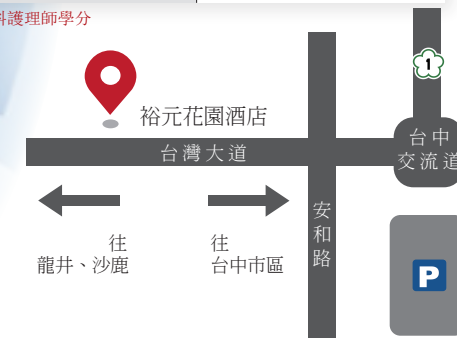 科護理師學分
1
裕元花園酒店
台灣大道
台中
交流道
安和路
往
龍井、沙鹿
往
台中市區
P